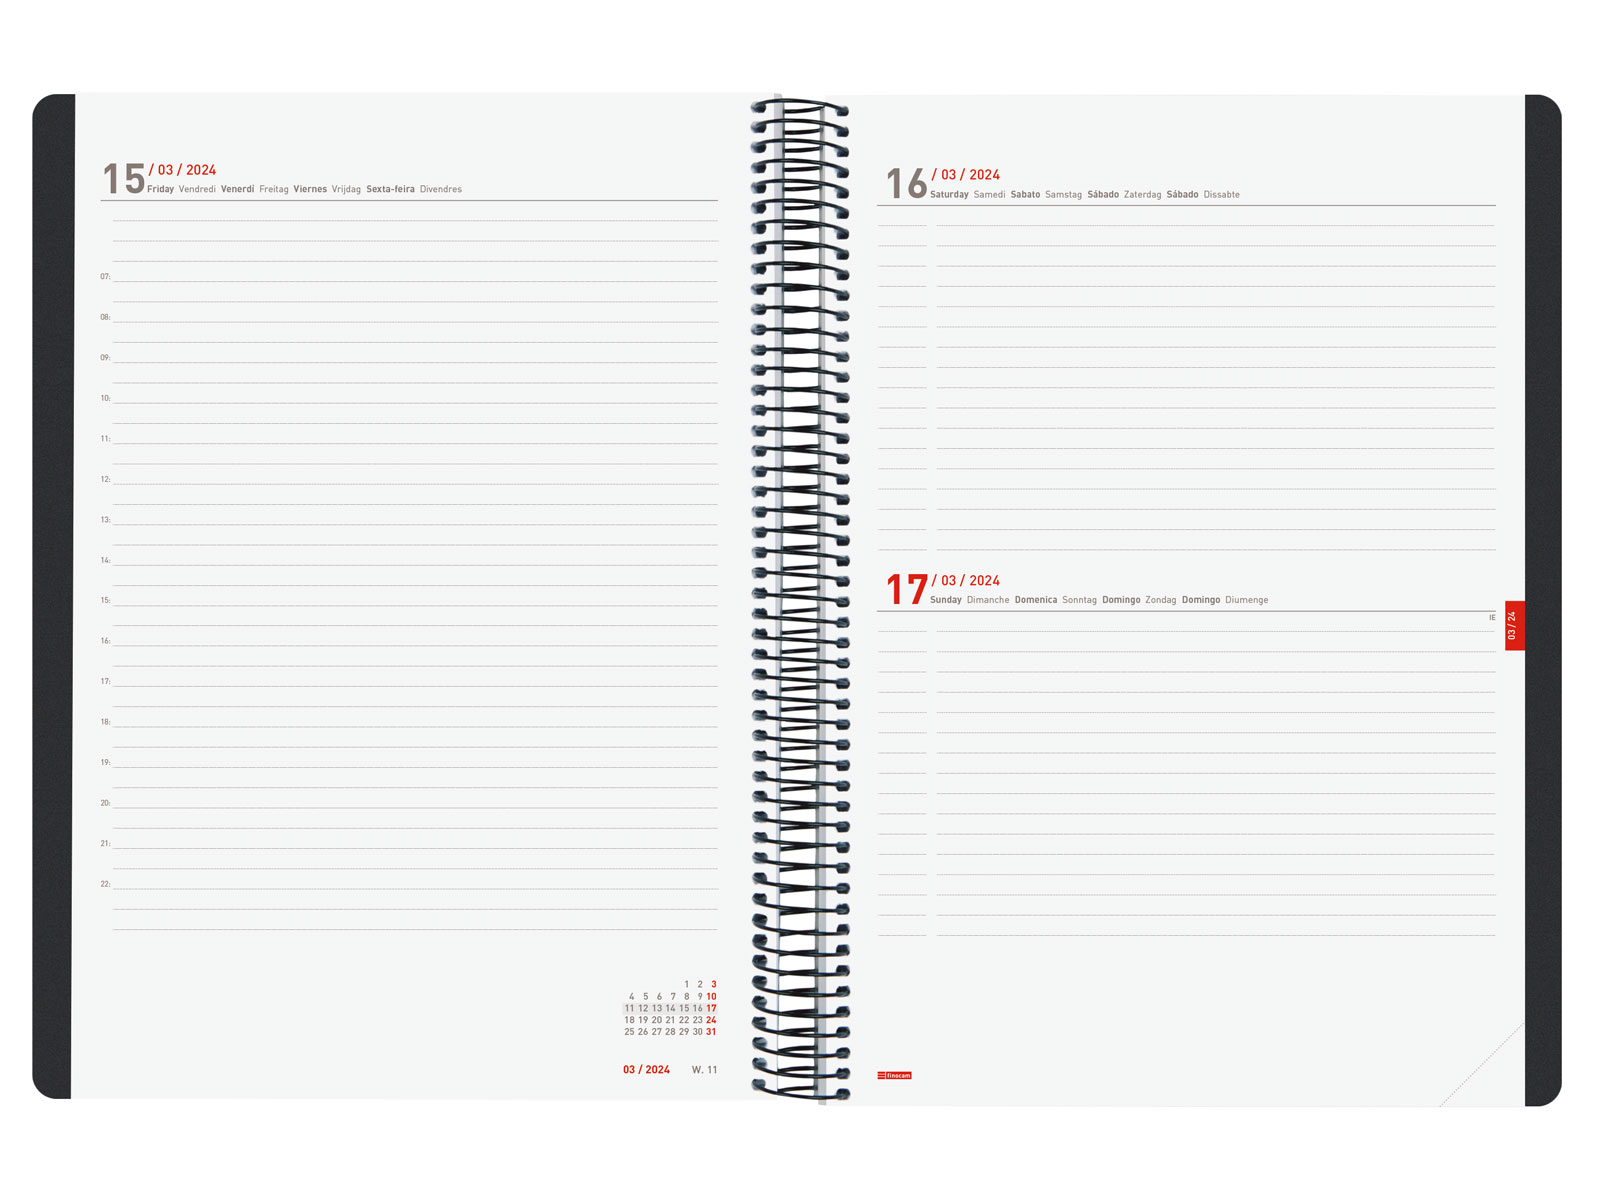 15 / 03 / 2024
Friday Vendredi Venerdí Freitag Viernes Vrijdag Sexta-feira Divendres
07:
08:
09:
10:
11:
12:
13:
14:
15:
16:
17:
18:
19:
20:
21:
22:
1 2 3
4 5 6 7 8 9 10
11 12 13 14 15 16 17
18 19 20 21 22 23 24
25 26 27 28 29 30 31
03 / 2024 W. 11
16 / 03 / 2024
Saturday Samedi Sabato Samstag Sábado Zaterdag Sábado Dissabte
17 / 03 / 2024
Sunday Dimanche Domenica Sonntag Domingo Zondag Domingo Diumenge
IE
03 / 24
finocam